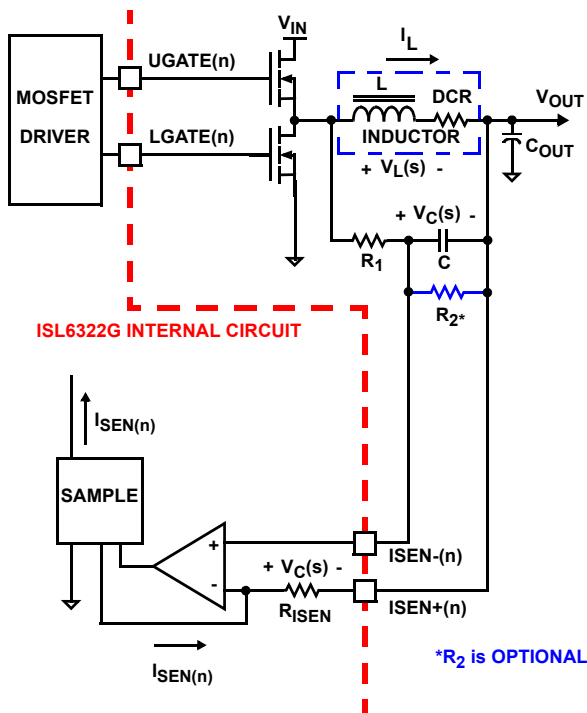 VIN
UGATE(n)
IL
MOSFET
DRIVER
L
DCR
VOUT
LGATE(n)
INDUCTOR
COUT
+ VL(s) -
+ VC(s) -
R1
C
R2*
ISL6322G INTERNAL CIRCUIT
ISEN(n)
SAMPLE
+
-
+ VC(s) -
RISEN
ISEN-(n)
ISEN+(n)
ISEN(n)
*R2 is OPTIONAL